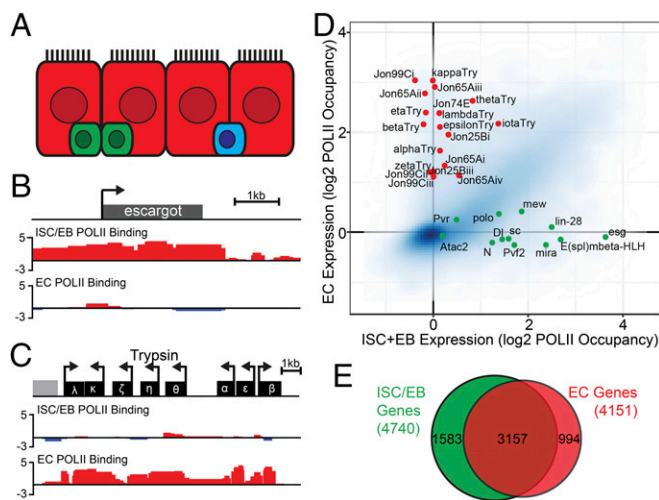 A
B
1kb
escargot
ISC/EB POLII Binding
5
-3
EC POLII Binding
5
-3
C
Trypsin
1kb
λ κ ζ η θ α ε β
ISC/EB POLII Binding
5
-3
EC POLII Binding
5
-3
D
EC Expression (log2 POLII Occupancy)
4
2
0
0 2 4
ISC+EB Expression (log2 POLII Occupancy)
Jon99Ci
kappaTry
Jon65Aii
Jon65Aiii
thetaTry
etaTry
Jon74E
lambdaTry
betaTry
epsilonTry
iotaTry
Jon25Bi
alphaTry
zetaTry
Jon65Ai
Jon25Biii
Jon99Ciii
Jon65Aiv
Pvr
polo
mew
lin-28
Atac2
Dl
sc
esg
N
Pvf2
mira
E(spl)mbeta-HLH
E
ISC/EB
Genes
(4740)
EC Genes
(4151)
1583
3157
994